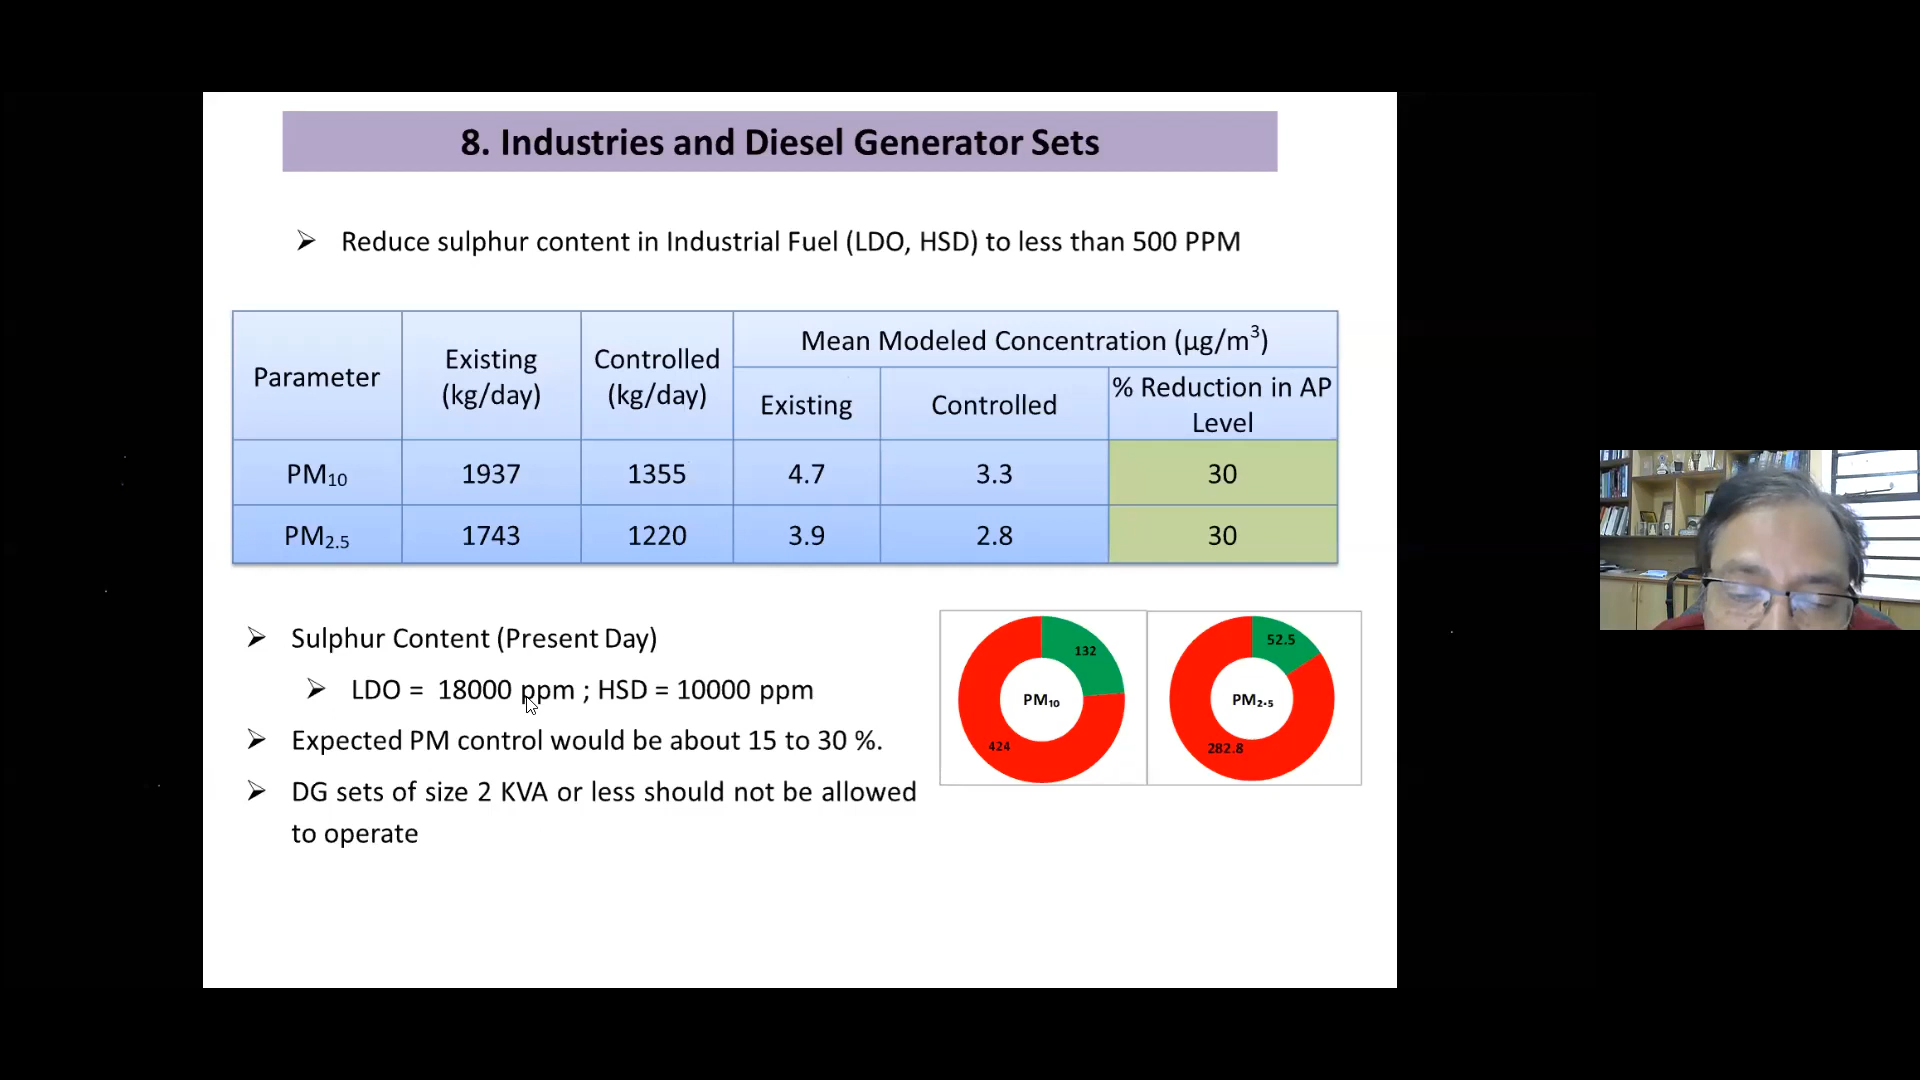 8. Industries and Diesel Generator Sets
➢ Reduce sulphur content in Industrial Fuel (LDO, HSD) to less than 500 PPM
Parameter
Existing
(kg/day)
Controlled
(kg/day)
Mean Modeled Concentration (µg/m³)
Existing
Controlled
% Reduction in AP
Level
PM₁₀ 1937 1355 4.7 3.3 30
PM₂.₅ 1743 1220 3.9 2.8 30
➢ Sulphur Content (Present Day)
➢ LDO = 18000 ppm ; HSD = 10000 ppm
➢ Expected PM control would be about 15 to 30 %.
➢ DG sets of size 2 KVA or less should not be allowed
to operate
132
PM₁₀
424
52.5
PM₂.₅
282.8